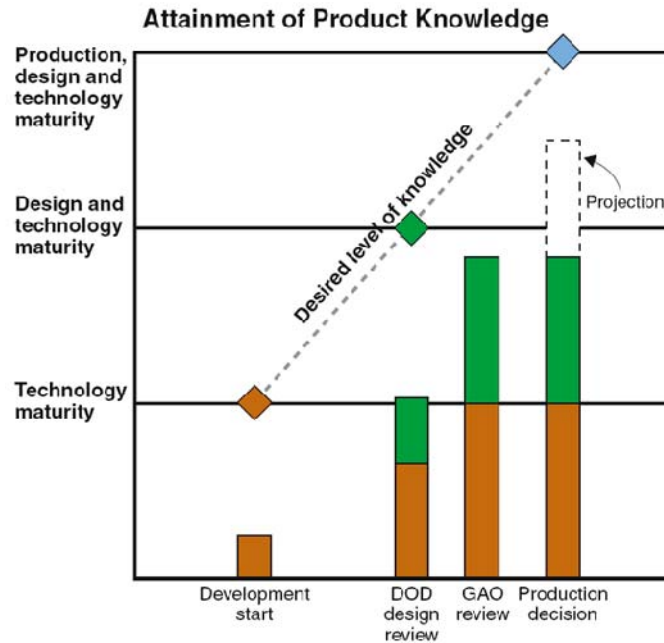 Attainment of Product Knowledge
Production,
design and
technology
maturity
Design and
technology
maturity
Technology
maturity
Desired level of knowledge
Projection
Development
start
DOD
design
review
GAO
review
Production
decision